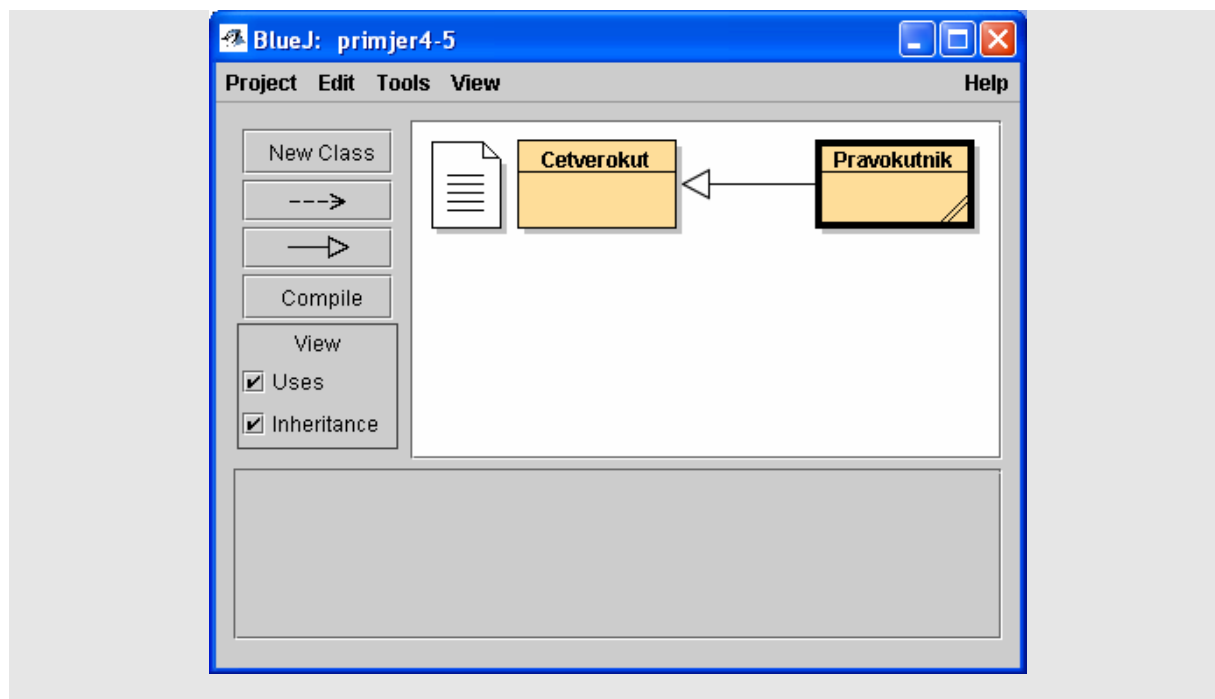 BlueJ: primjer4-5
Project Edit Tools View Help
New Class
Cetverokut
Pravokutnik
Compile
View
Uses
Inheritance